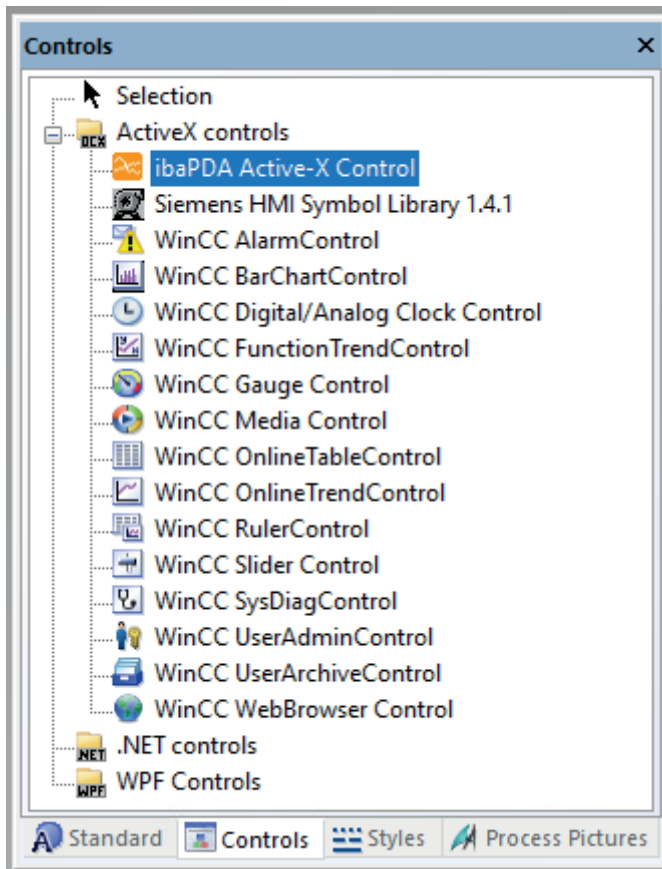 Controls
Selection
OCX ActiveX controls
ibaPDA Active-X Control
Siemens HMI Symbol Library 1.4.1
WinCC AlarmControl
WinCC BarChartControl
WinCC Digital/Analog Clock Control
WinCC FunctionTrendControl
WinCC Gauge Control
WinCC Media Control
WinCC OnlineTableControl
WinCC OnlineTrendControl
WinCC RulerControl
WinCC Slider Control
WinCC SysDiagControl
WinCC UserAdminControl
WinCC UserArchiveControl
WinCC WebBrowser Control
.NET .NET controls
WPF WPF Controls
Standard Controls Styles Process Pictures